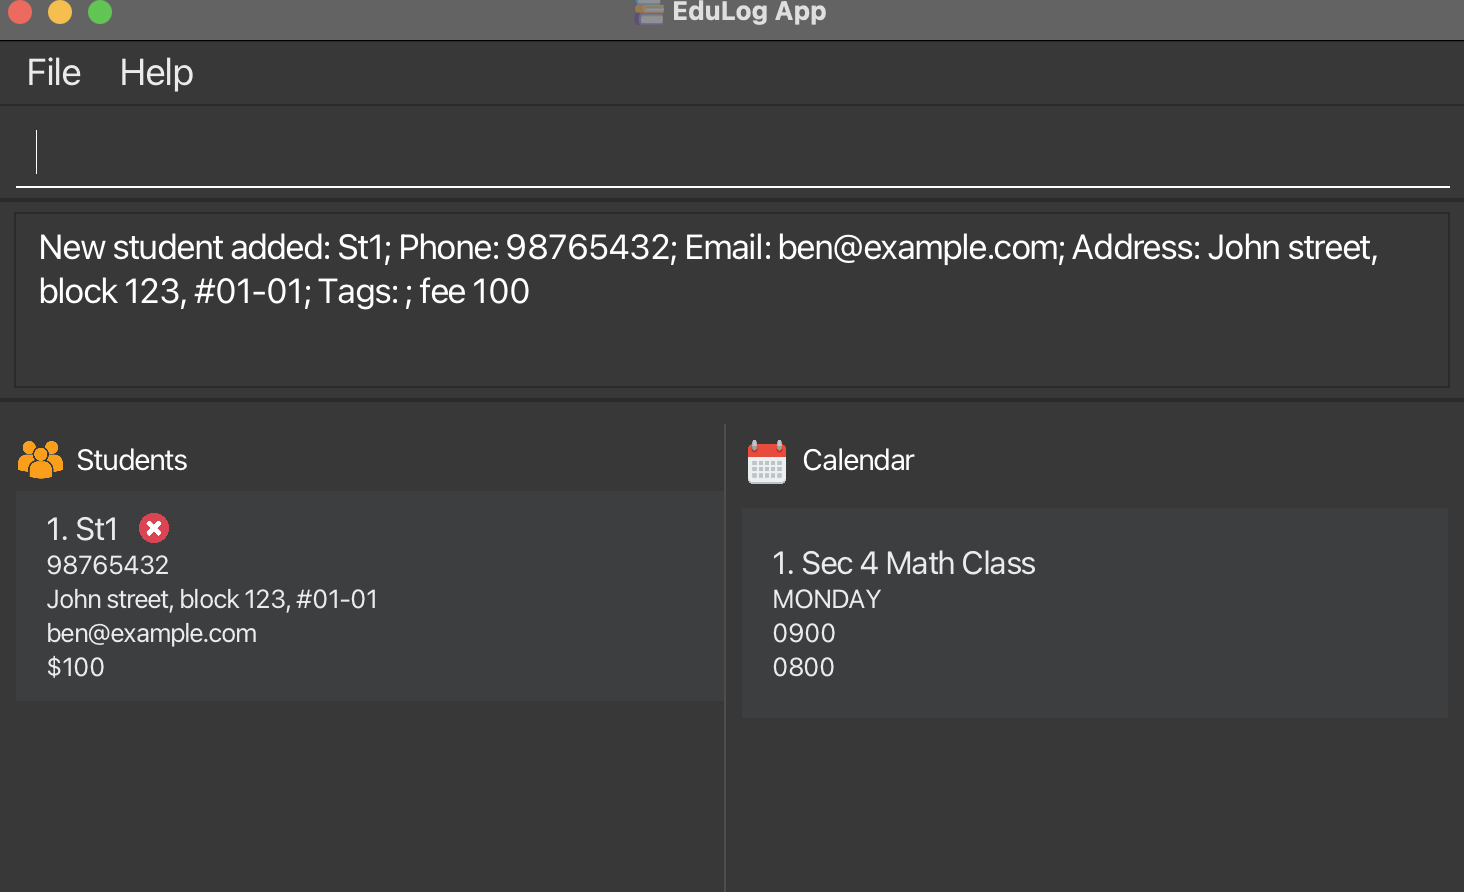 EduLog App
File Help
New student added: St1; Phone: 98765432; Email: ben@example.com; Address: John street,
block 123, #01-01; Tags: ; fee 100
Students
1. St1
98765432
John street, block 123, #01-01
ben@example.com
$100
Calendar
1. Sec 4 Math Class
MONDAY
0900
0800